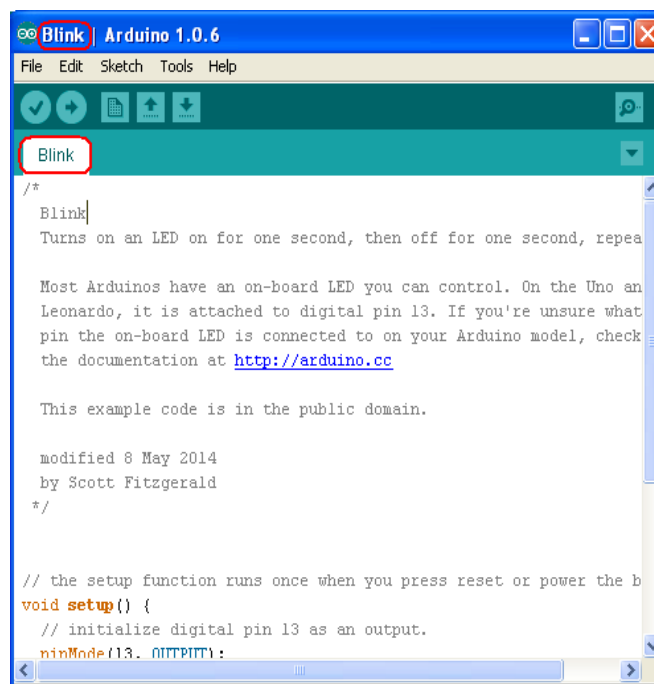 Blink | Arduino 1.0.6
File Edit Sketch Tools Help
Blink
/*
Blink
Turns on an LED on for one second, then off for one second, repea
Most Arduinos have an on-board LED you can control. On the Uno an
Leonardo, it is attached to digital pin 13. If you're unsure what
pin the on-board LED is connected to on your Arduino model, check
the documentation at http://arduino.cc
This example code is in the public domain.
modified 8 May 2014
by Scott Fitzgerald
*/
// the setup function runs once when you press reset or power the b
void setup() {
// initialize digital pin 13 as an output.
pinMode(13, OUTPUT);